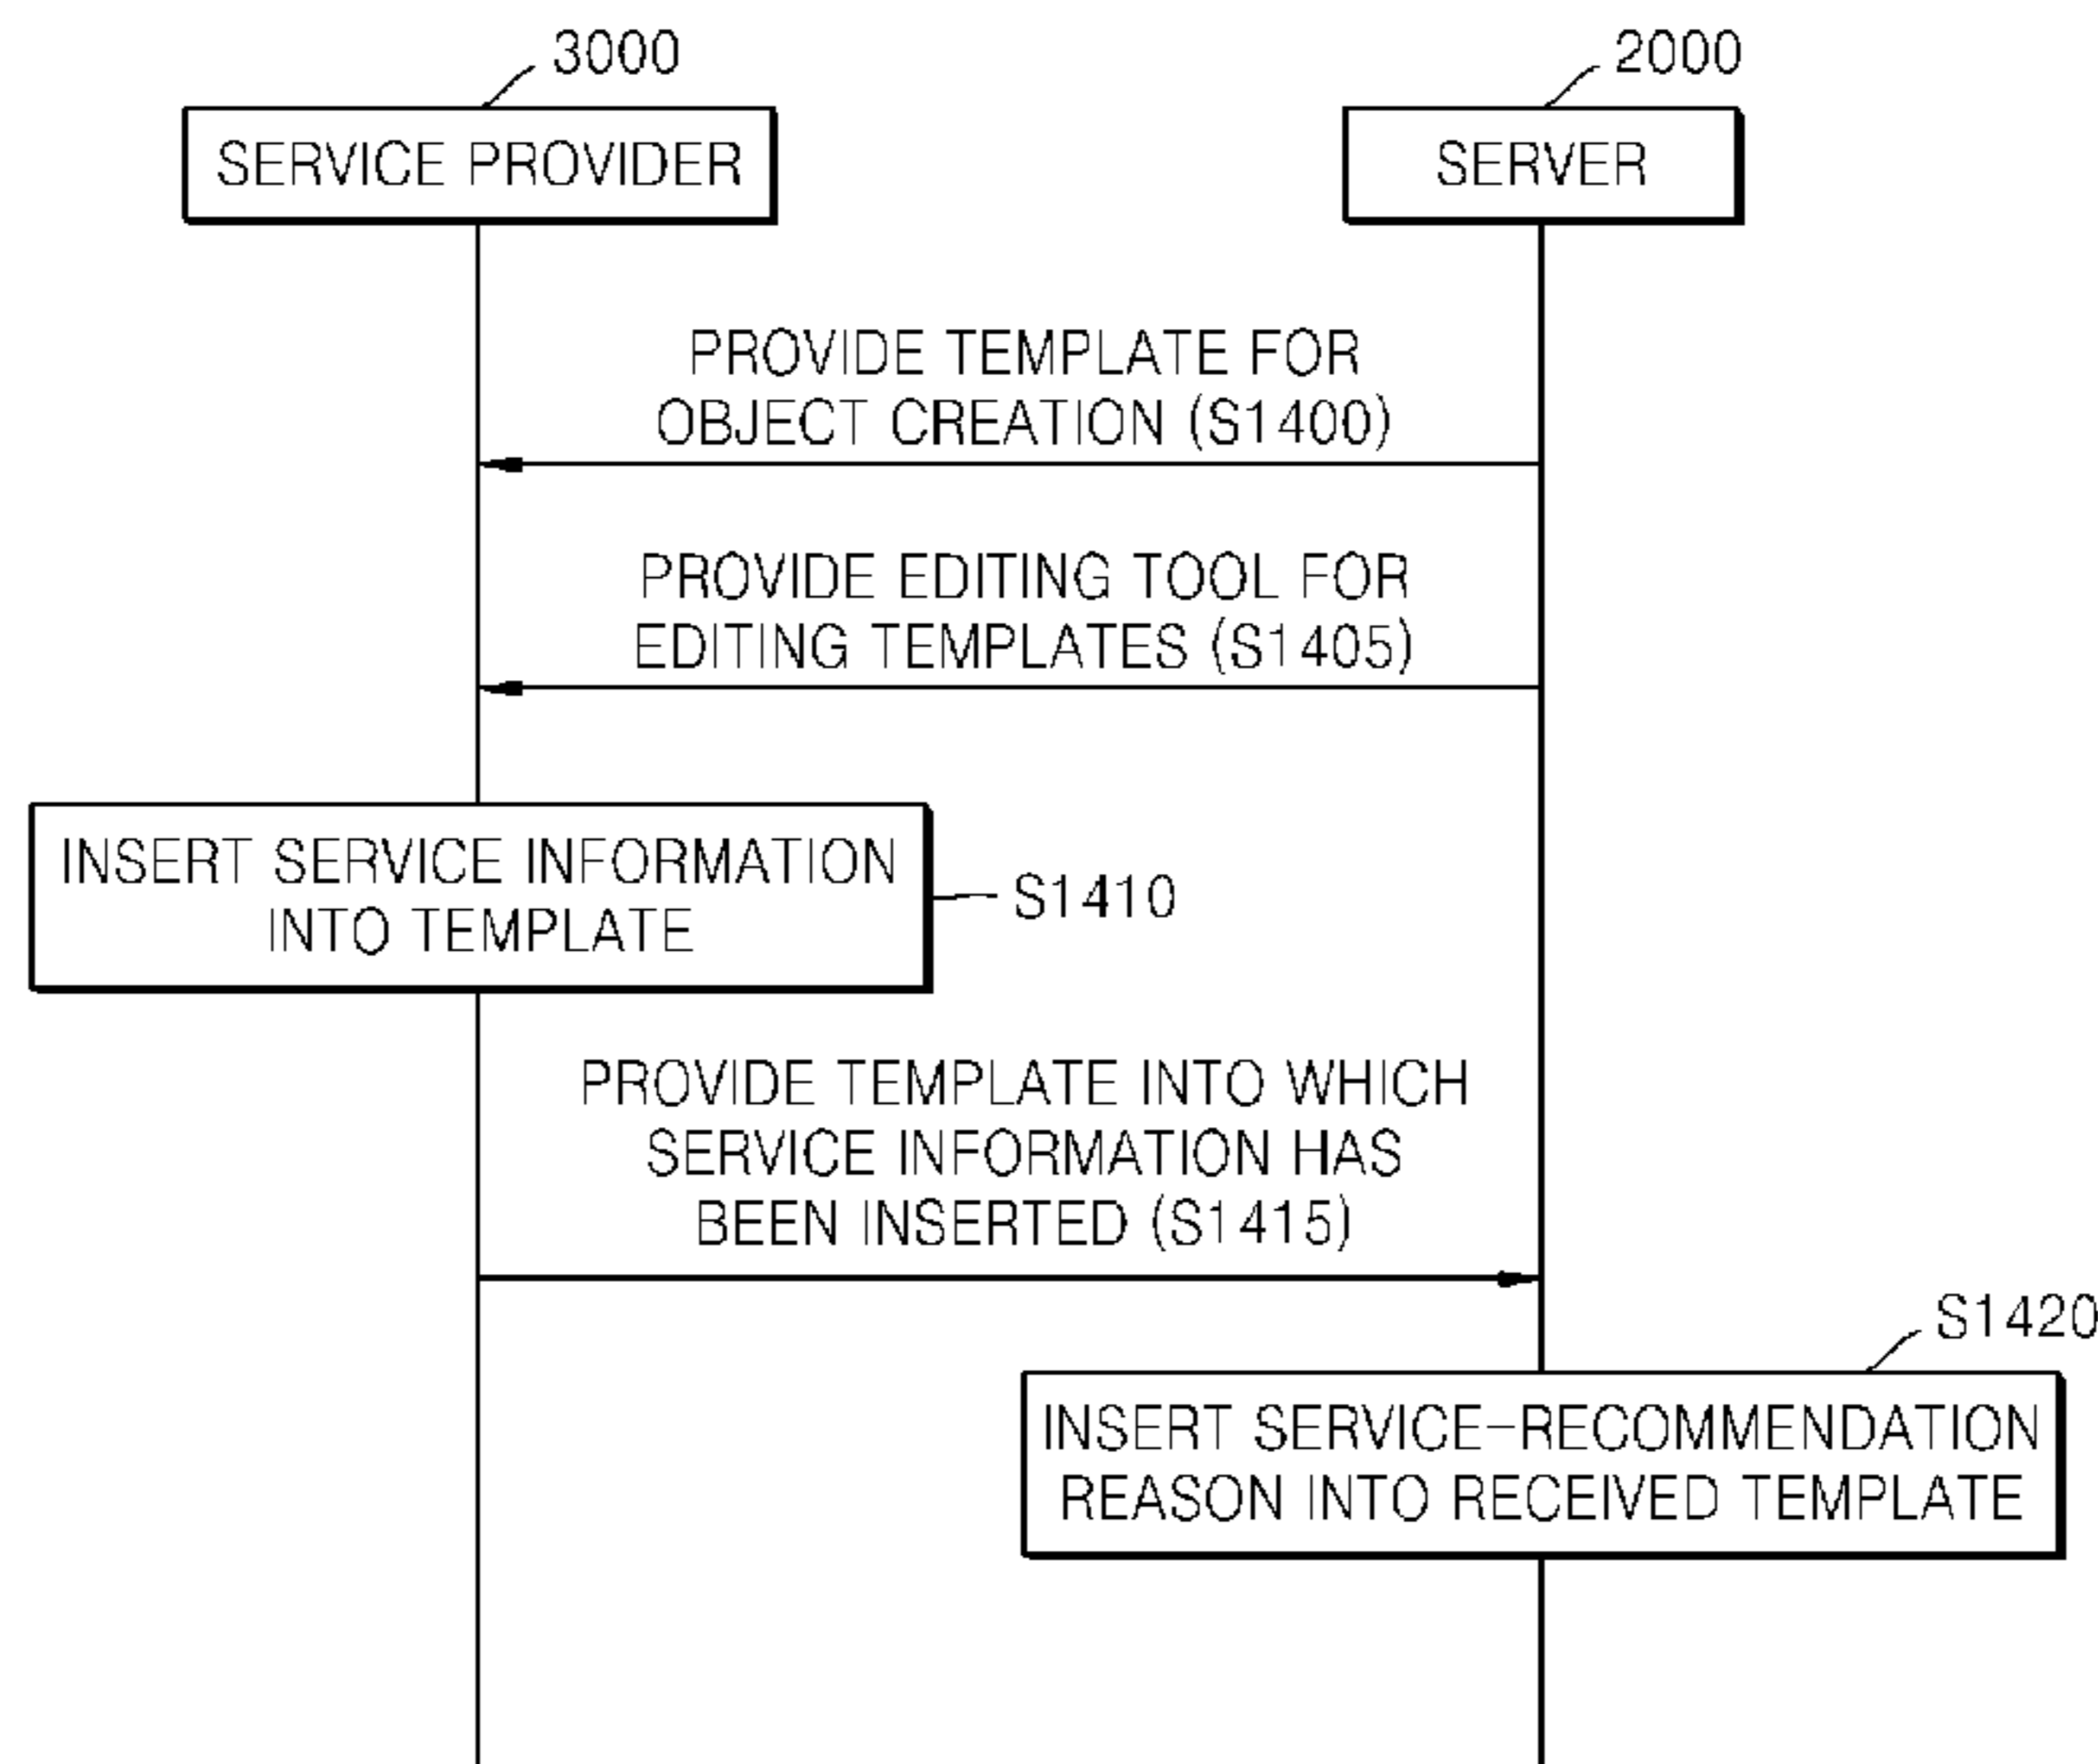 3000
2000
SERVICE PROVIDER
SERVER
PROVIDE TEMPLATE FOR
OBJECT CREATION (S1400)
PROVIDE EDITING TOOL FOR
EDITING TEMPLATES (S1405)
INSERT SERVICE INFORMATION
INTO TEMPLATE
S1410
PROVIDE TEMPLATE INTO WHICH
SERVICE INFORMATION HAS
BEEN INSERTED (S1415)
S1420
INSERT SERVICE-RECOMMENDATION
REASON INTO RECEIVED TEMPLATE